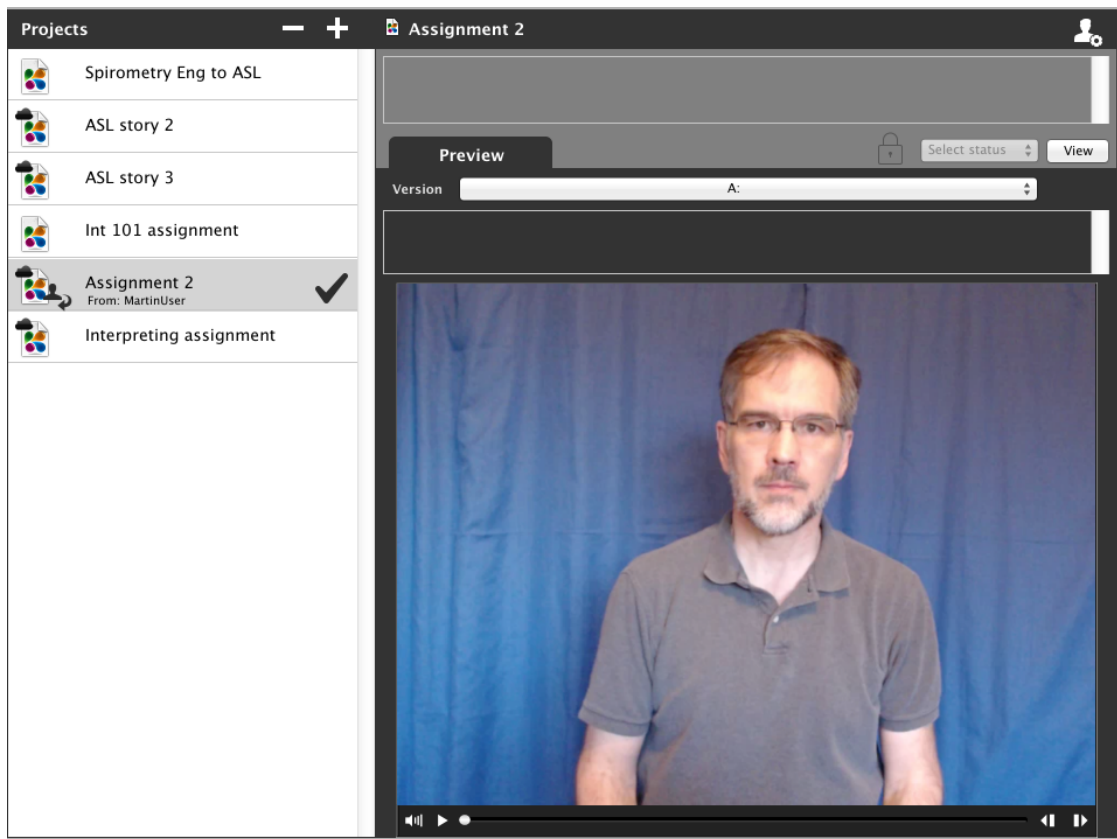 Projects
Spirometry Eng to ASL
ASL story 2
ASL story 3
Int 101 assignment
Assignment 2
From: MartinUser
Interpreting assignment
Assignment 2
Preview
Select status
View
Version
A: